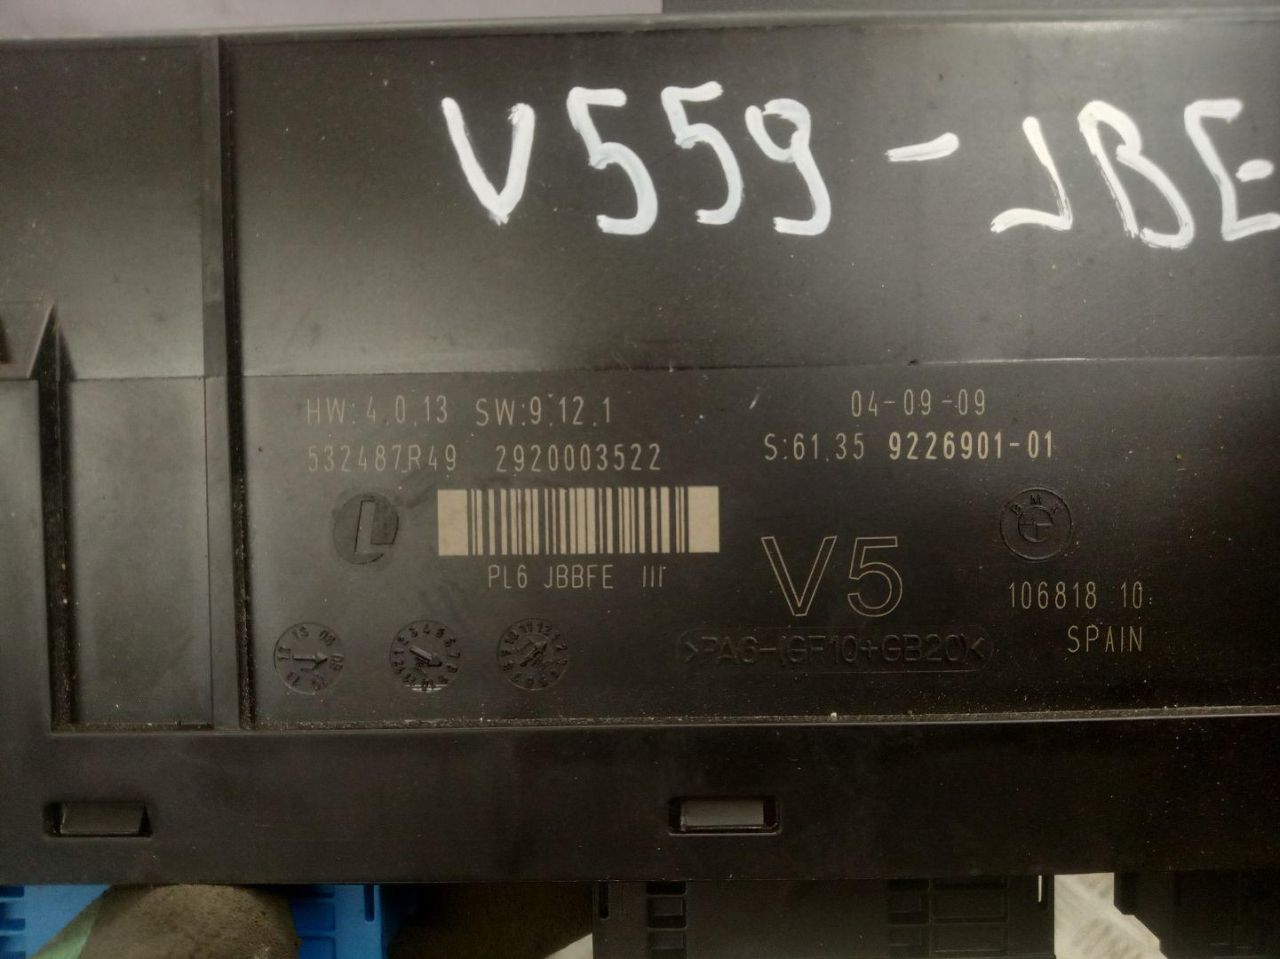 V559-JBE
HW:4.0.13 SW:9.12.1
04-09-09
532487R49 2920003522
S:61.35 9226901-01
BMW
PL6 JBBFE III
V5
106818 10
SPAIN
>PA6-(GF10+GB20)<